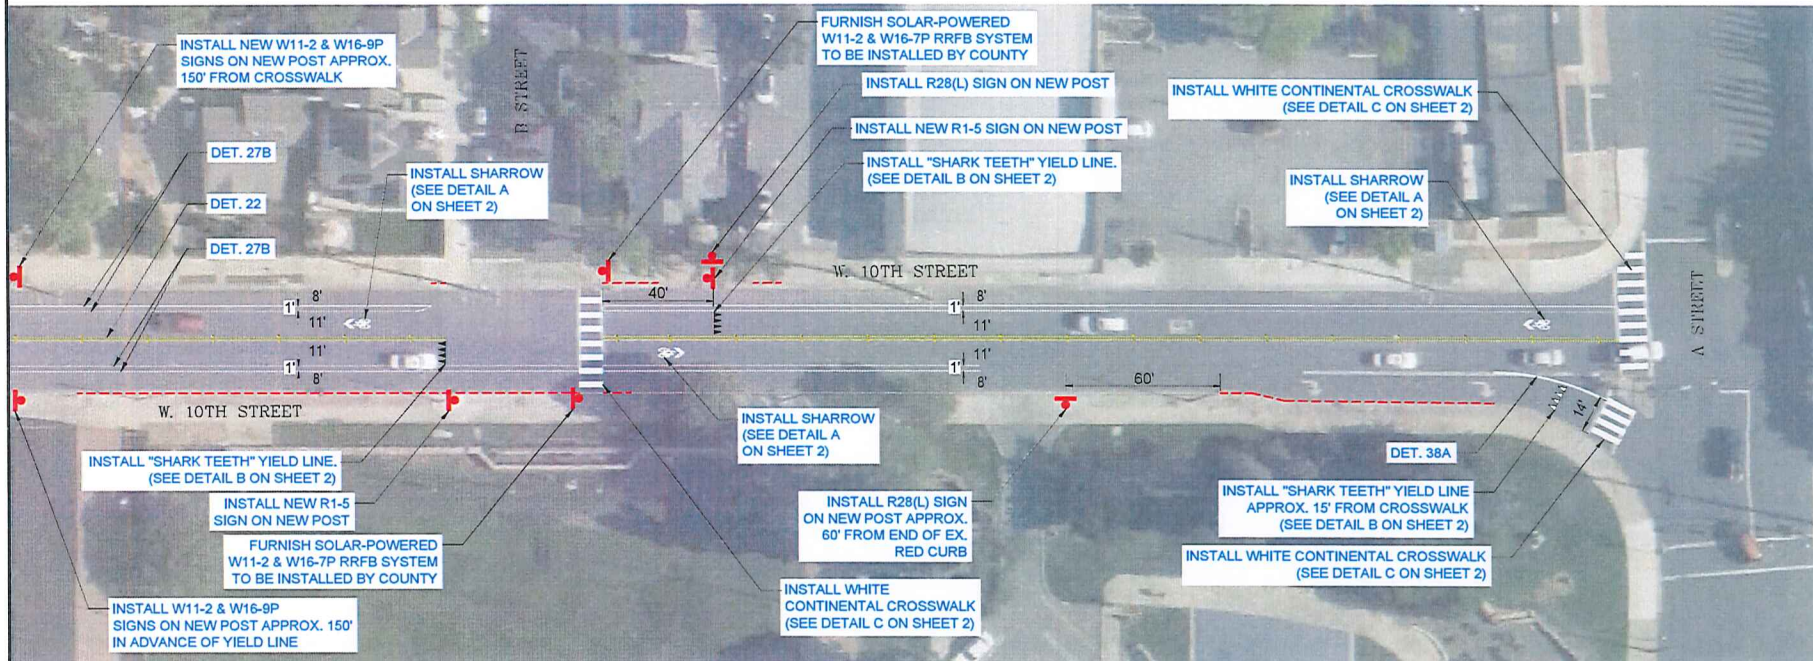 FURNISH SOLAR-POWERED
W11-2 & W16-7P RRFB SYSTEM
TO BE INSTALLED BY COUNTY
INSTALL NEW W11-2 & W16-9P
SIGNS ON NEW POST APPROX.
150' FROM CROSSWALK
B STREET
INSTALL R28(L) SIGN ON NEW POST
INSTALL WHITE CONTINENTAL CROSSWALK
(SEE DETAIL C ON SHEET 2)
INSTALL NEW R1-5 SIGN ON NEW POST
DET. 27B
INSTALL SHARROW
(SEE DETAIL A
ON SHEET 2)
INSTALL "SHARK TEETH" YIELD LINE.
(SEE DETAIL B ON SHEET 2)
INSTALL SHARROW
(SEE DETAIL A
ON SHEET 2)
DET. 22
DET. 27B
W. 10TH STREET
A STREET
8'
1'
11'
11'
1'
8'
40'
8'
1'
11'
11'
8'
60'
14'
W. 10TH STREET
INSTALL SHARROW
(SEE DETAIL A
ON SHEET 2)
DET. 38A
INSTALL "SHARK TEETH" YIELD LINE.
(SEE DETAIL B ON SHEET 2)
INSTALL NEW R1-5
SIGN ON NEW POST
INSTALL R28(L) SIGN
ON NEW POST APPROX.
60' FROM END OF EX.
RED CURB
INSTALL "SHARK TEETH" YIELD LINE
APPROX. 15' FROM CROSSWALK
(SEE DETAIL B ON SHEET 2)
FURNISH SOLAR-POWERED
W11-2 & W16-7P RRFB SYSTEM
TO BE INSTALLED BY COUNTY
INSTALL WHITE CONTINENTAL CROSSWALK
(SEE DETAIL C ON SHEET 2)
INSTALL WHITE
CONTINENTAL CROSSWALK
(SEE DETAIL C ON SHEET 2)
INSTALL W11-2 & W16-9P
SIGNS ON NEW POST APPROX. 150'
IN ADVANCE OF YIELD LINE